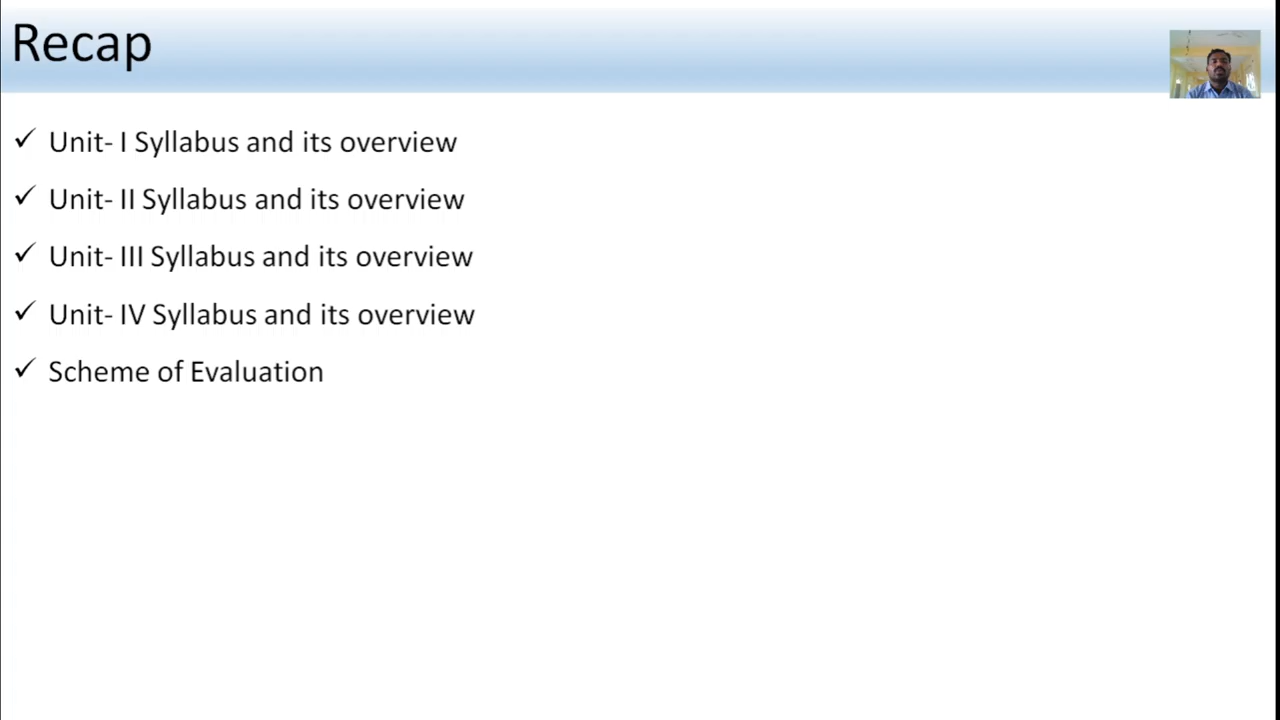 Recap
✓ Unit- I Syllabus and its overview
✓ Unit- II Syllabus and its overview
✓ Unit- III Syllabus and its overview
✓ Unit- IV Syllabus and its overview
✓ Scheme of Evaluation